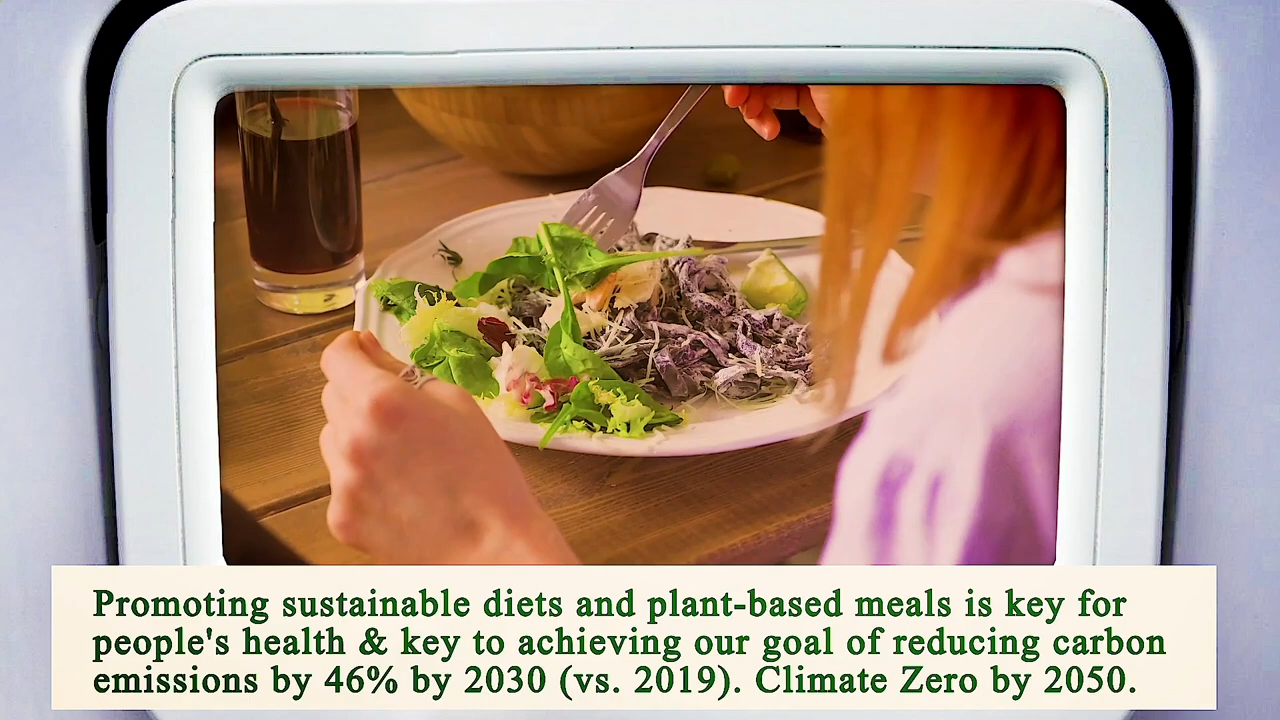 Promoting sustainable diets and plant-based meals is key for
people's health & key to achieving our goal of reducing carbon
emissions by 46% by 2030 (vs. 2019). Climate Zero by 2050.